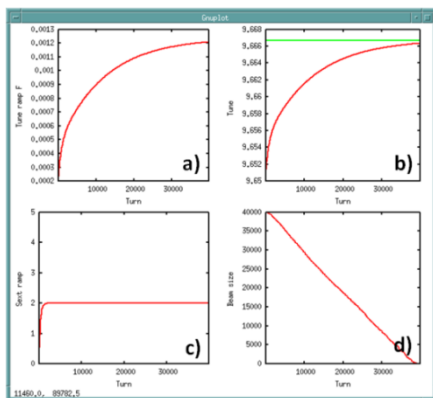 Gnuplot
0.0013
0.0012
0.0011
0.001
0.0009
0.0008
0.0007
0.0006
0.0005
0.0004
0.0003
0.0002
Tune ramp F
10000 20000 30000
Turn
a)
9.668
9.666
9.664
9.662
9.66
9.658
9.656
9.654
9.652
9.65
Tune
10000 20000 30000
Turn
b)
5
4
3
2
1
0
Sext ramp
10000 20000 30000
Turn
c)
40000
35000
30000
25000
20000
15000
10000
5000
0
Beam size
10000 20000 30000
Turn
d)
11460.0, 89782.5